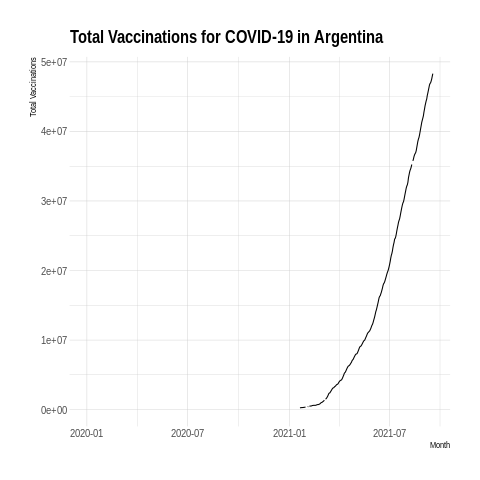 Total Vaccinations for COVID-19 in Argentina
Total Vaccinations
5e+07
4e+07
3e+07
2e+07
1e+07
0e+00
2020-01 2020-07 2021-01 2021-07
Month